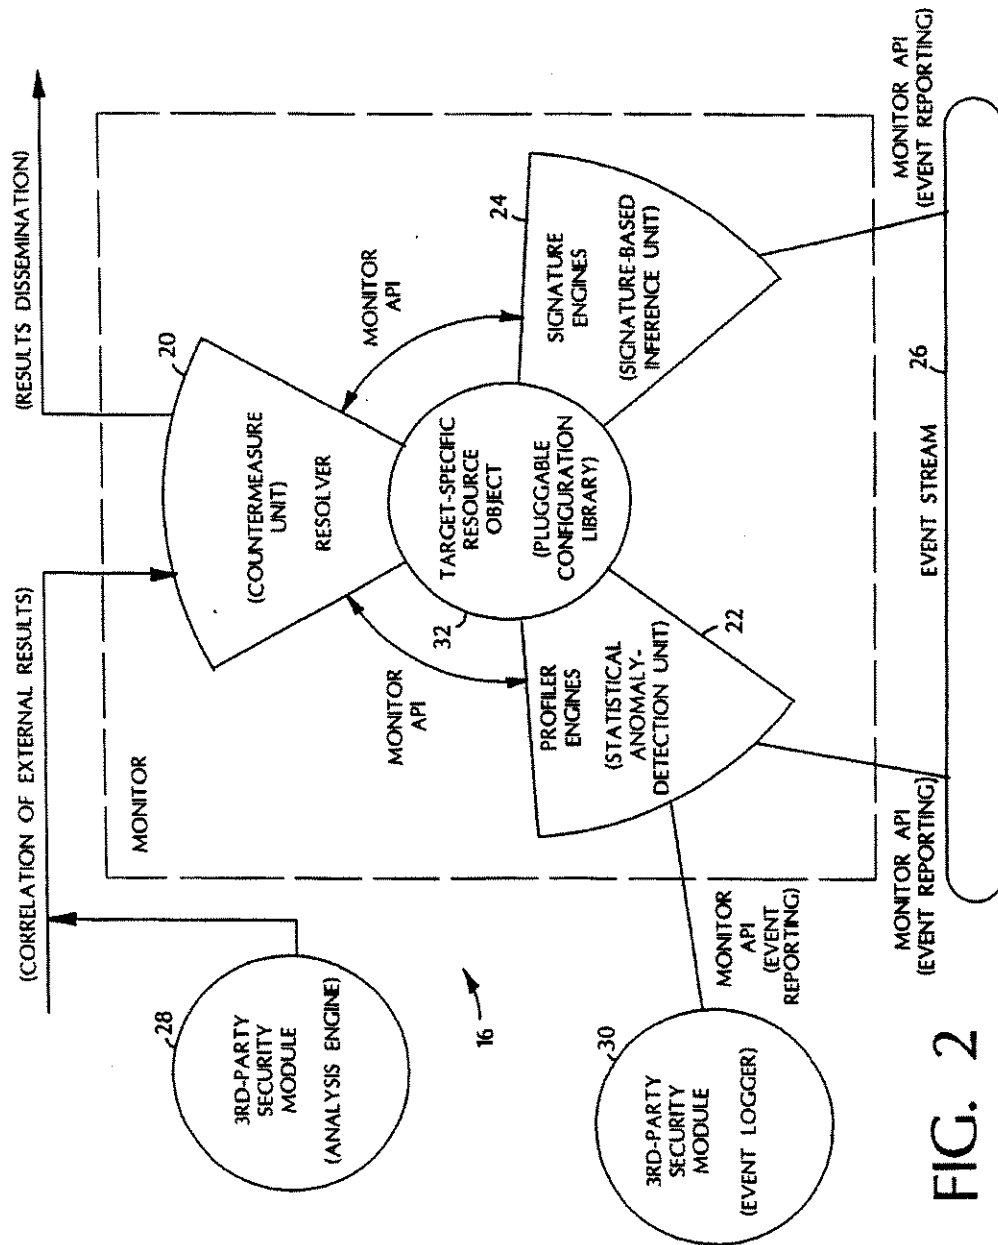 (CORRELATION OF EXTERNAL RESULTS)
(RESULTS DISSEMINATION)
MONITOR
20
(COUNTERMEASURE
UNIT)
RESOLVER
MONITOR
API
MONITOR
API
32
TARGET-SPECIFIC
RESOURCE
OBJECT
(PLUGGABLE
CONFIGURATION
LIBRARY)
PROFILER
ENGINES
(STATISTICAL
ANOMALY-
DETECTION UNIT)
22
24
SIGNATURE
ENGINES
(SIGNATURE-BASED
INFERENCE UNIT)
28
3RD-PARTY
SECURITY
MODULE
(ANALYSIS ENGINE)
16
30
3RD-PARTY
SECURITY
MODULE
(EVENT LOGGER)
MONITOR
API
(EVENT
REPORTING)
MONITOR API
(EVENT REPORTING)
MONITOR API
(EVENT REPORTING)
EVENT STREAM
26
FIG. 2